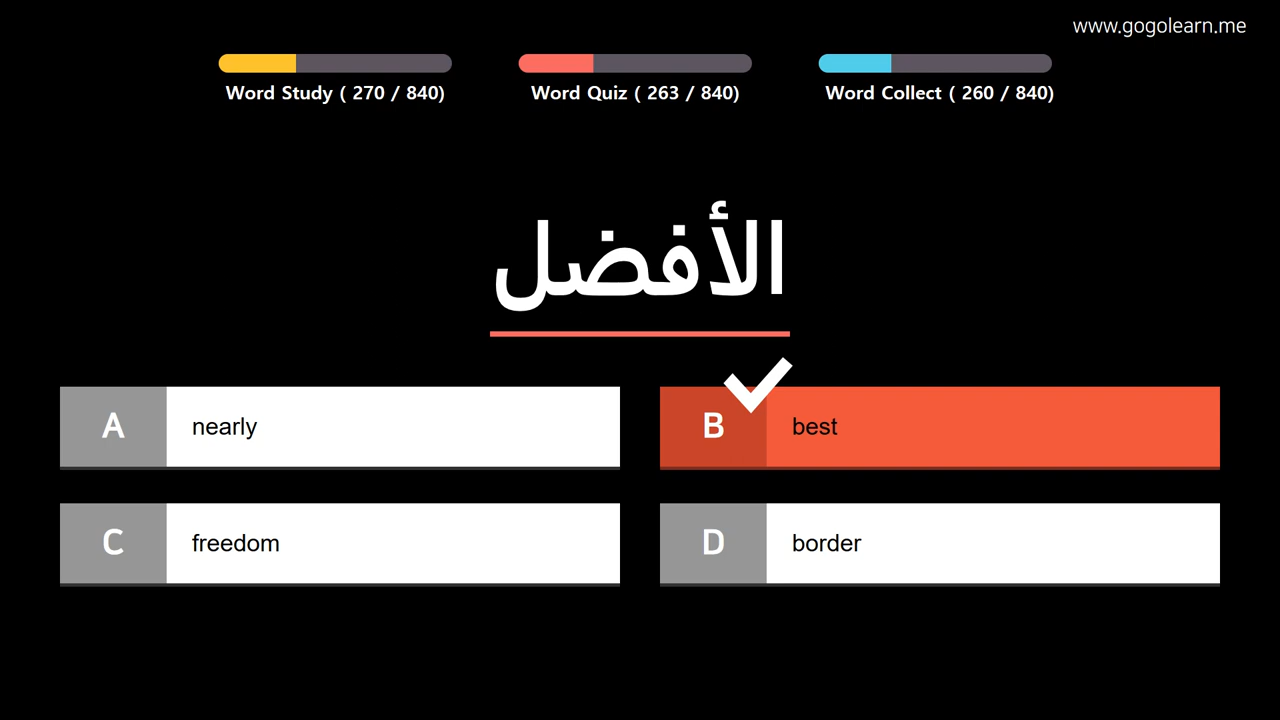 www.gogolearn.me
Word Study ( 270 / 840)
Word Quiz ( 263 / 840)
Word Collect ( 260 / 840)
الأفضل
A nearly
B best
C freedom
D border